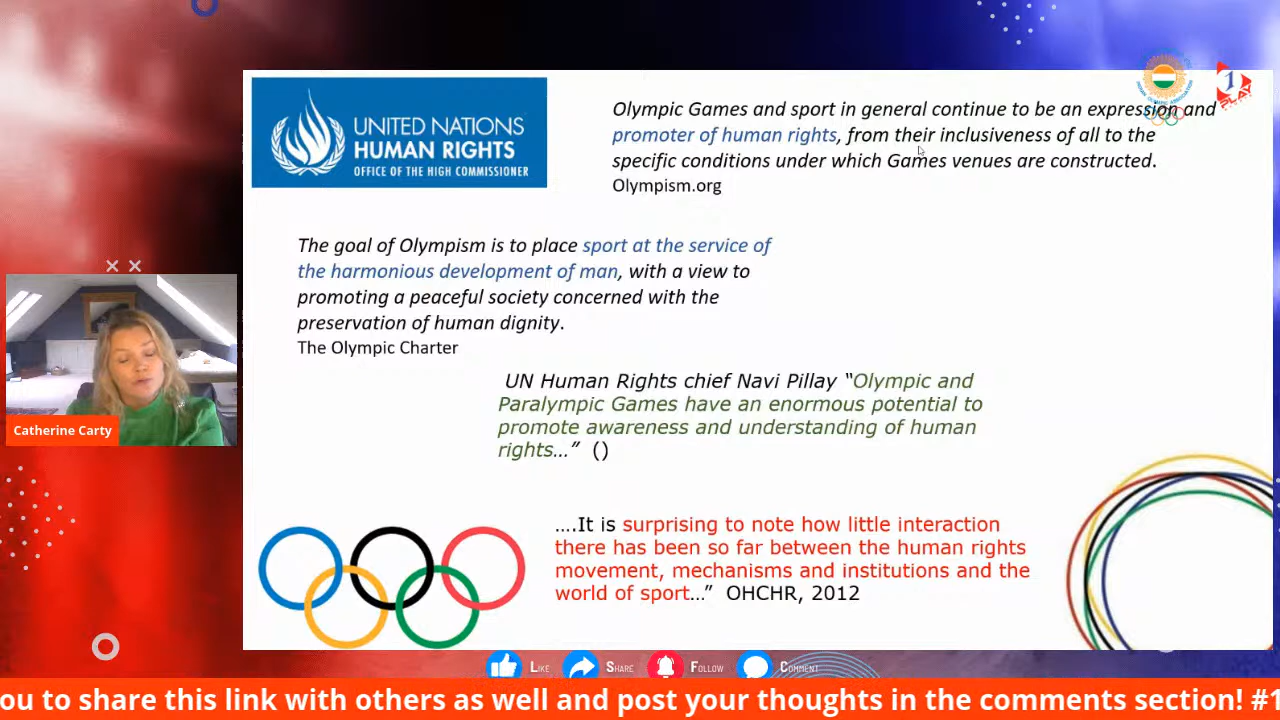 UNITED NATIONS
HUMAN RIGHTS
OFFICE OF THE HIGH COMMISSIONER
Olympic Games and sport in general continue to be an expression and
promoter of human rights, from their inclusiveness of all to the
specific conditions under which Games venues are constructed.
Olympism.org
The goal of Olympism is to place sport at the service of
the harmonious development of man, with a view to
promoting a peaceful society concerned with the
preservation of human dignity.
The Olympic Charter
UN Human Rights chief Navi Pillay “Olympic and
Paralympic Games have an enormous potential to
promote awareness and understanding of human
rights…” ()
….It is surprising to note how little interaction
there has been so far between the human rights
movement, mechanisms and institutions and the
world of sport…” OHCHR, 2012
Catherine Carty
1
PLAY
LIKE
SHARE
FOLLOW
COMMENT
ou to share this link with others as well and post your thoughts in the comments section! #1